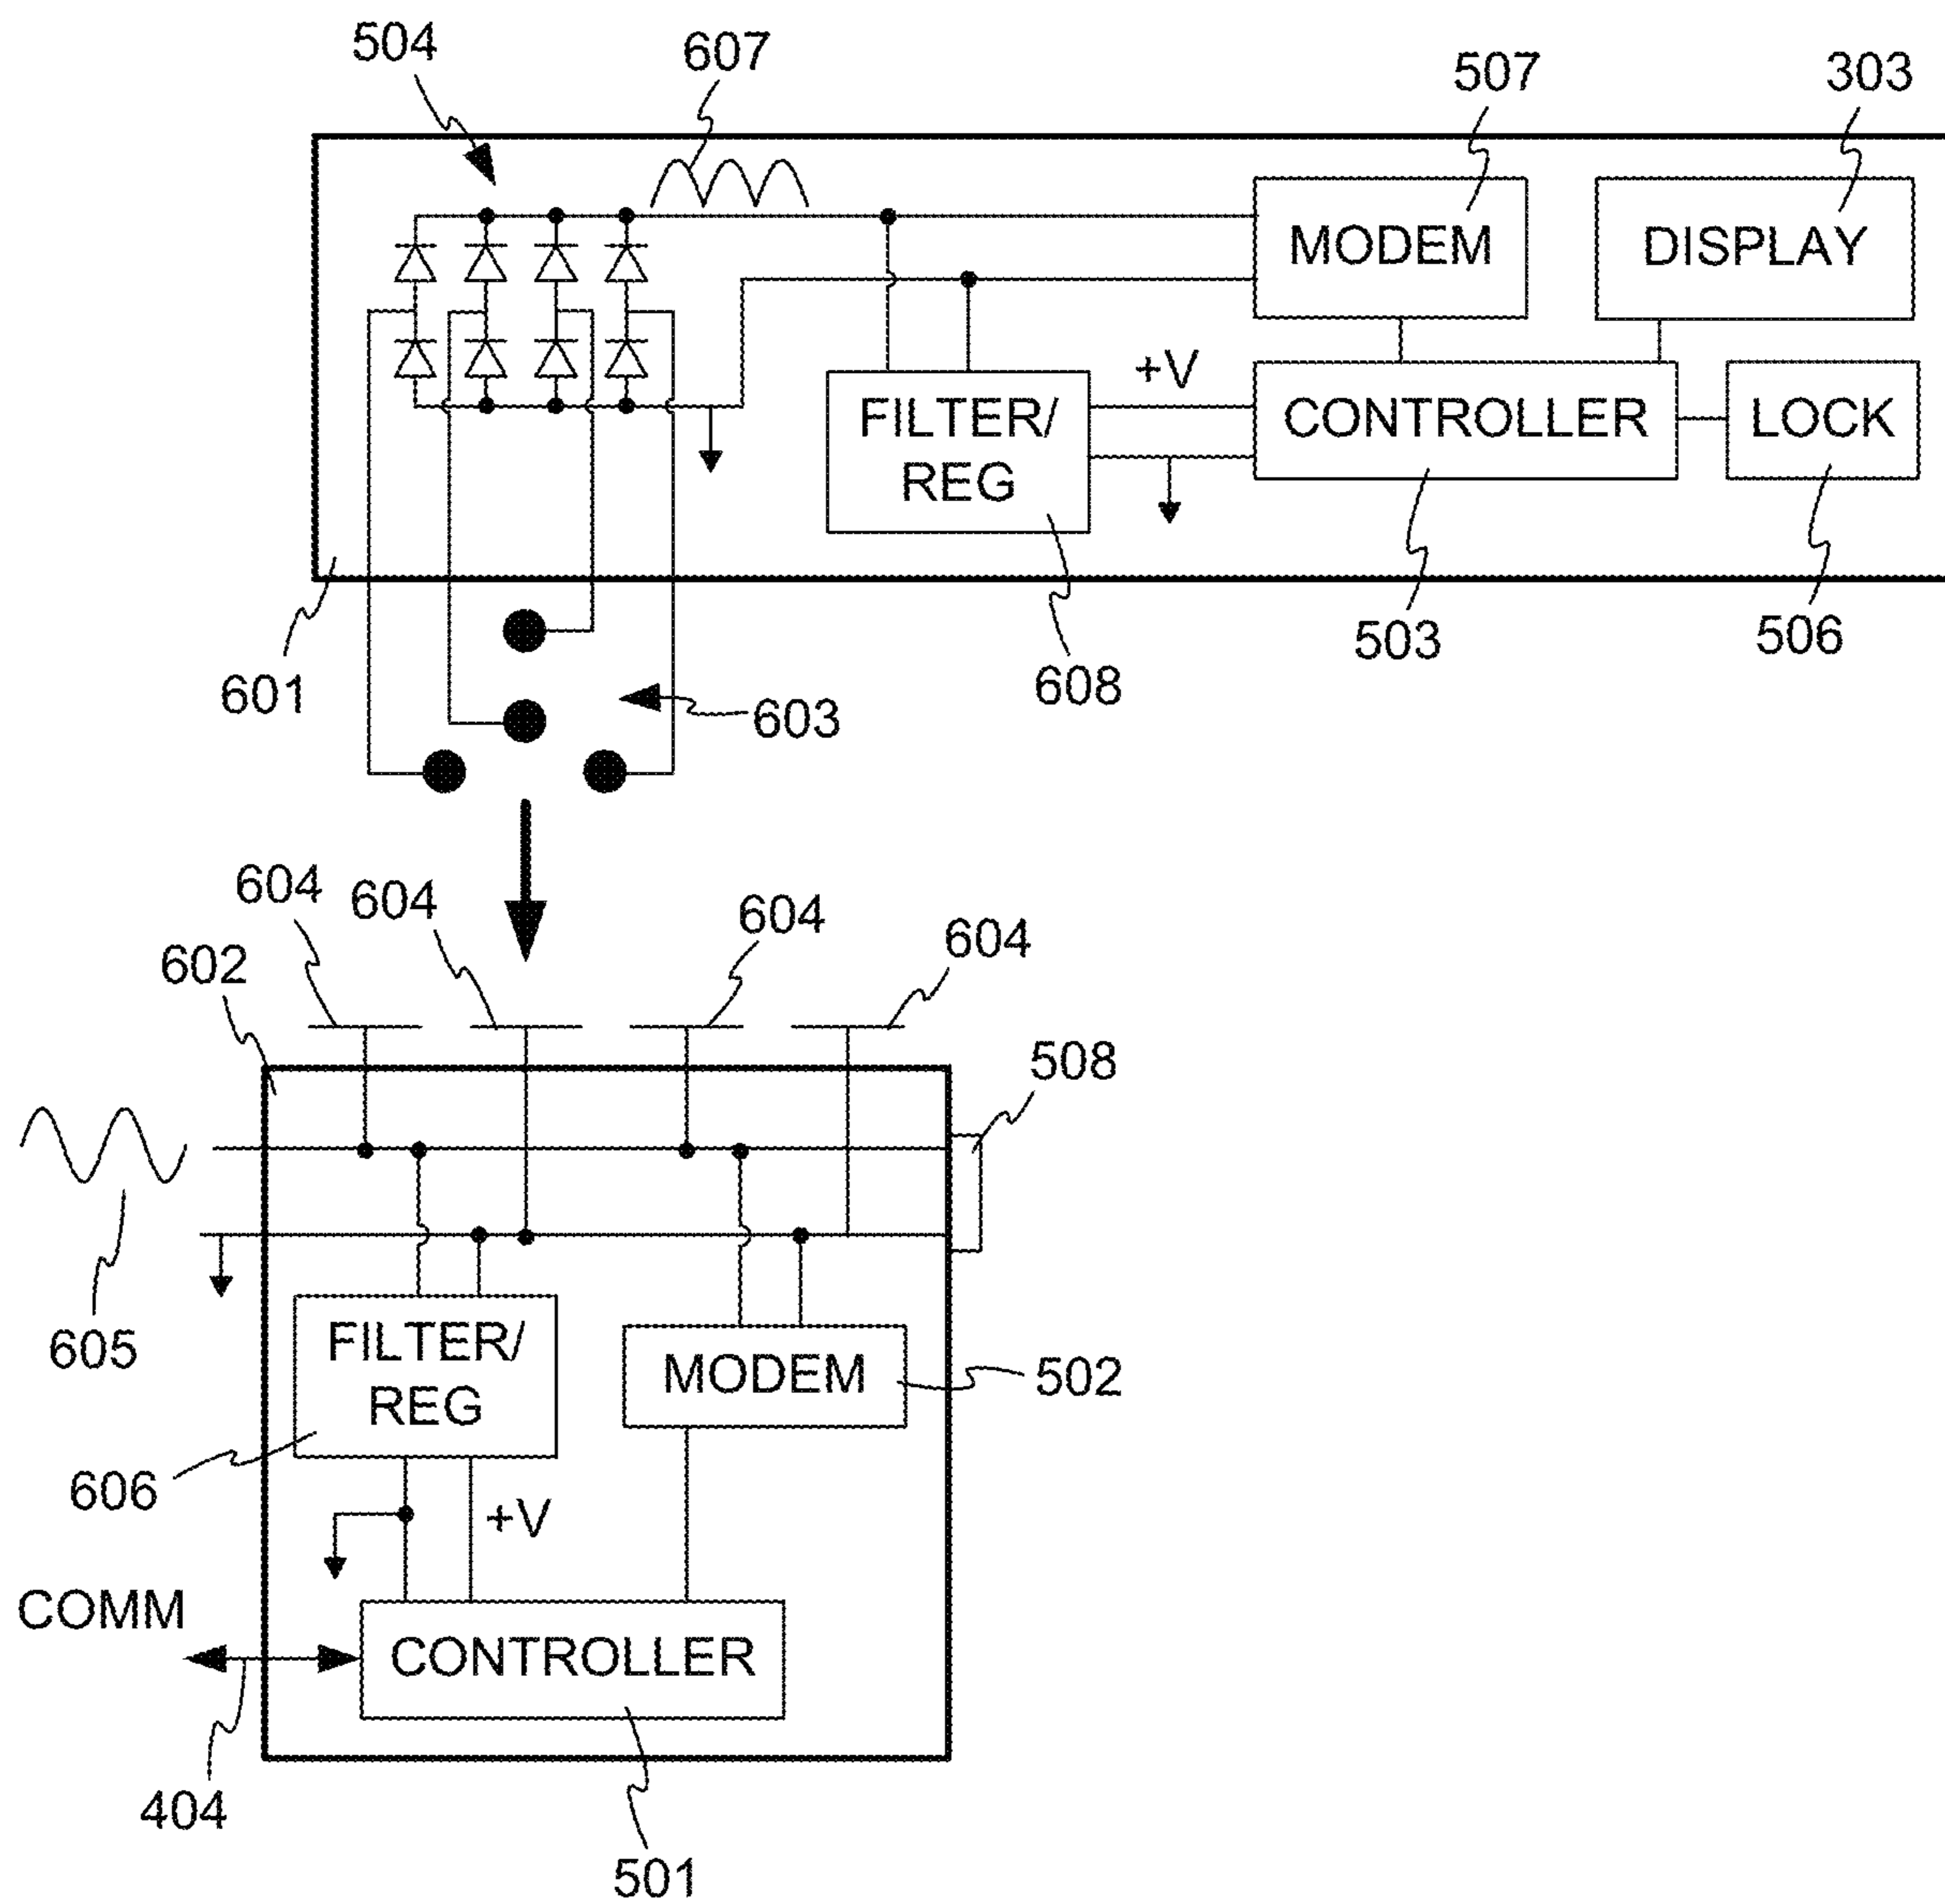 504
607
507
303
MODEM
DISPLAY
+V
FILTER/
REG
CONTROLLER
LOCK
601
603
608
503
506
604
604
604
604
602
508
605
FILTER/
REG
MODEM
502
606
+V
COMM
CONTROLLER
404
501